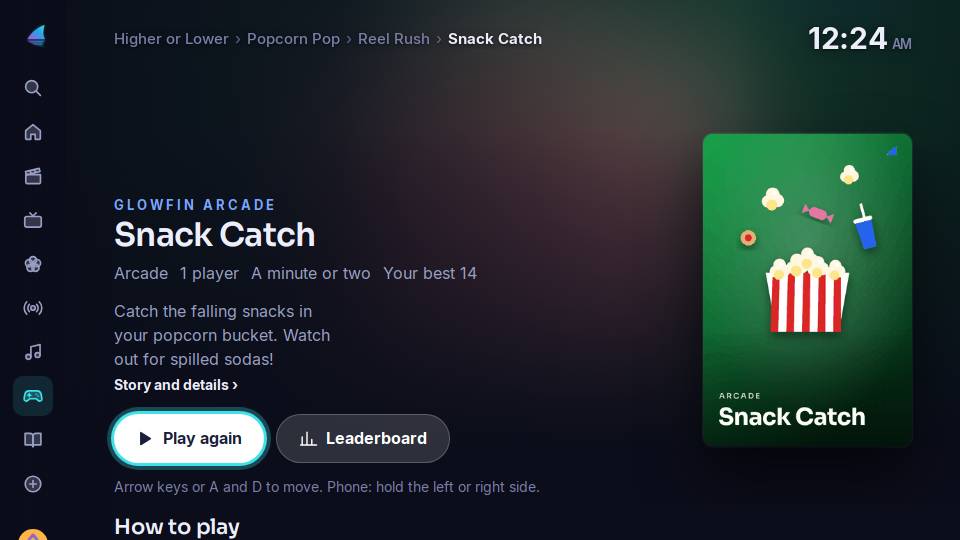 Higher or Lower › Popcorn Pop › Reel Rush › Snack Catch
12:24 AM
GLOWFIN ARCADE
Snack Catch
Arcade 1 player A minute or two Your best 14
Catch the falling snacks in
your popcorn bucket. Watch
out for spilled sodas!
Story and details ›
Play again
Leaderboard
Arrow keys or A and D to move. Phone: hold the left or right side.
How to play
ARCADE
Snack Catch